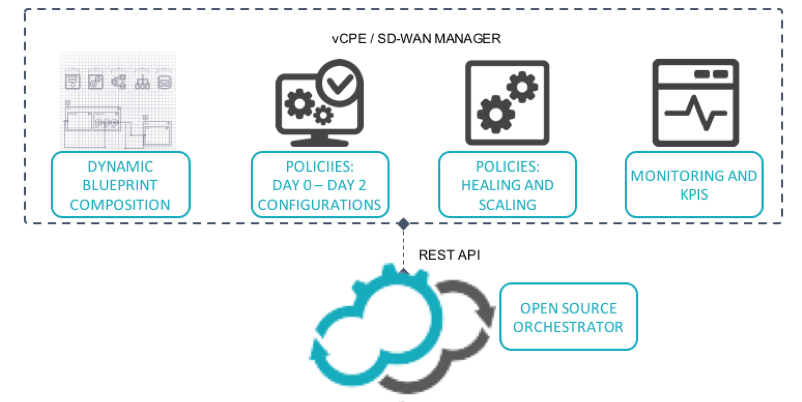 vCPE / SD-WAN MANAGER
DYNAMIC
BLUEPRINT
COMPOSITION
POLICIIES:
DAY 0 – DAY 2
CONFIGURATIONS
POLICIES:
HEALING AND
SCALING
MONITORING AND
KPIS
REST API
OPEN SOURCE
ORCHESTRATOR